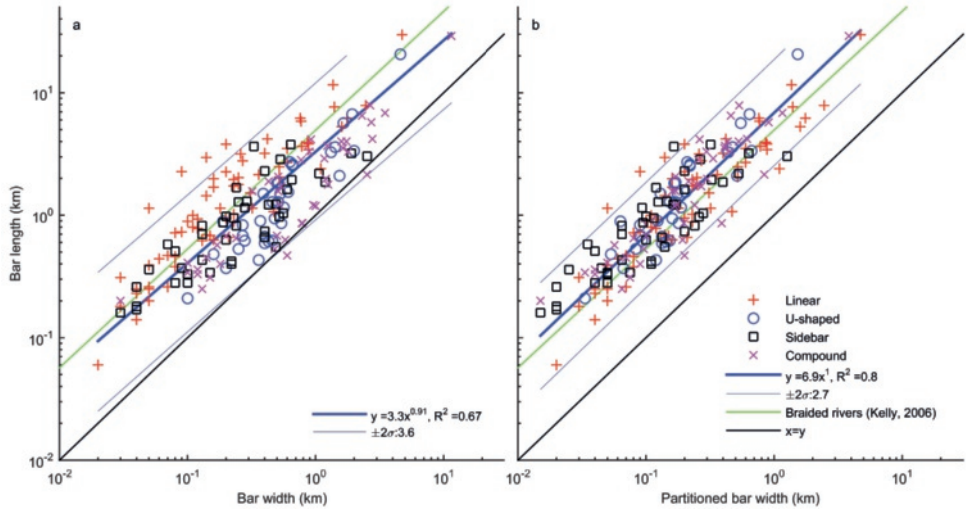 a
b
10^1
10^0
10^-1
10^-2
Bar length (km)
10^-2
10^-1
10^0
10^1
10^-2
10^-1
10^0
10^1
Bar width (km)
Partitioned bar width (km)
y =3.3x^0.91, R^2 =0.67
±2σ:3.6
Linear
U-shaped
Sidebar
Compound
y =6.9x^1, R^2 =0.8
±2σ:2.7
Braided rivers (Kelly, 2006)
x=y